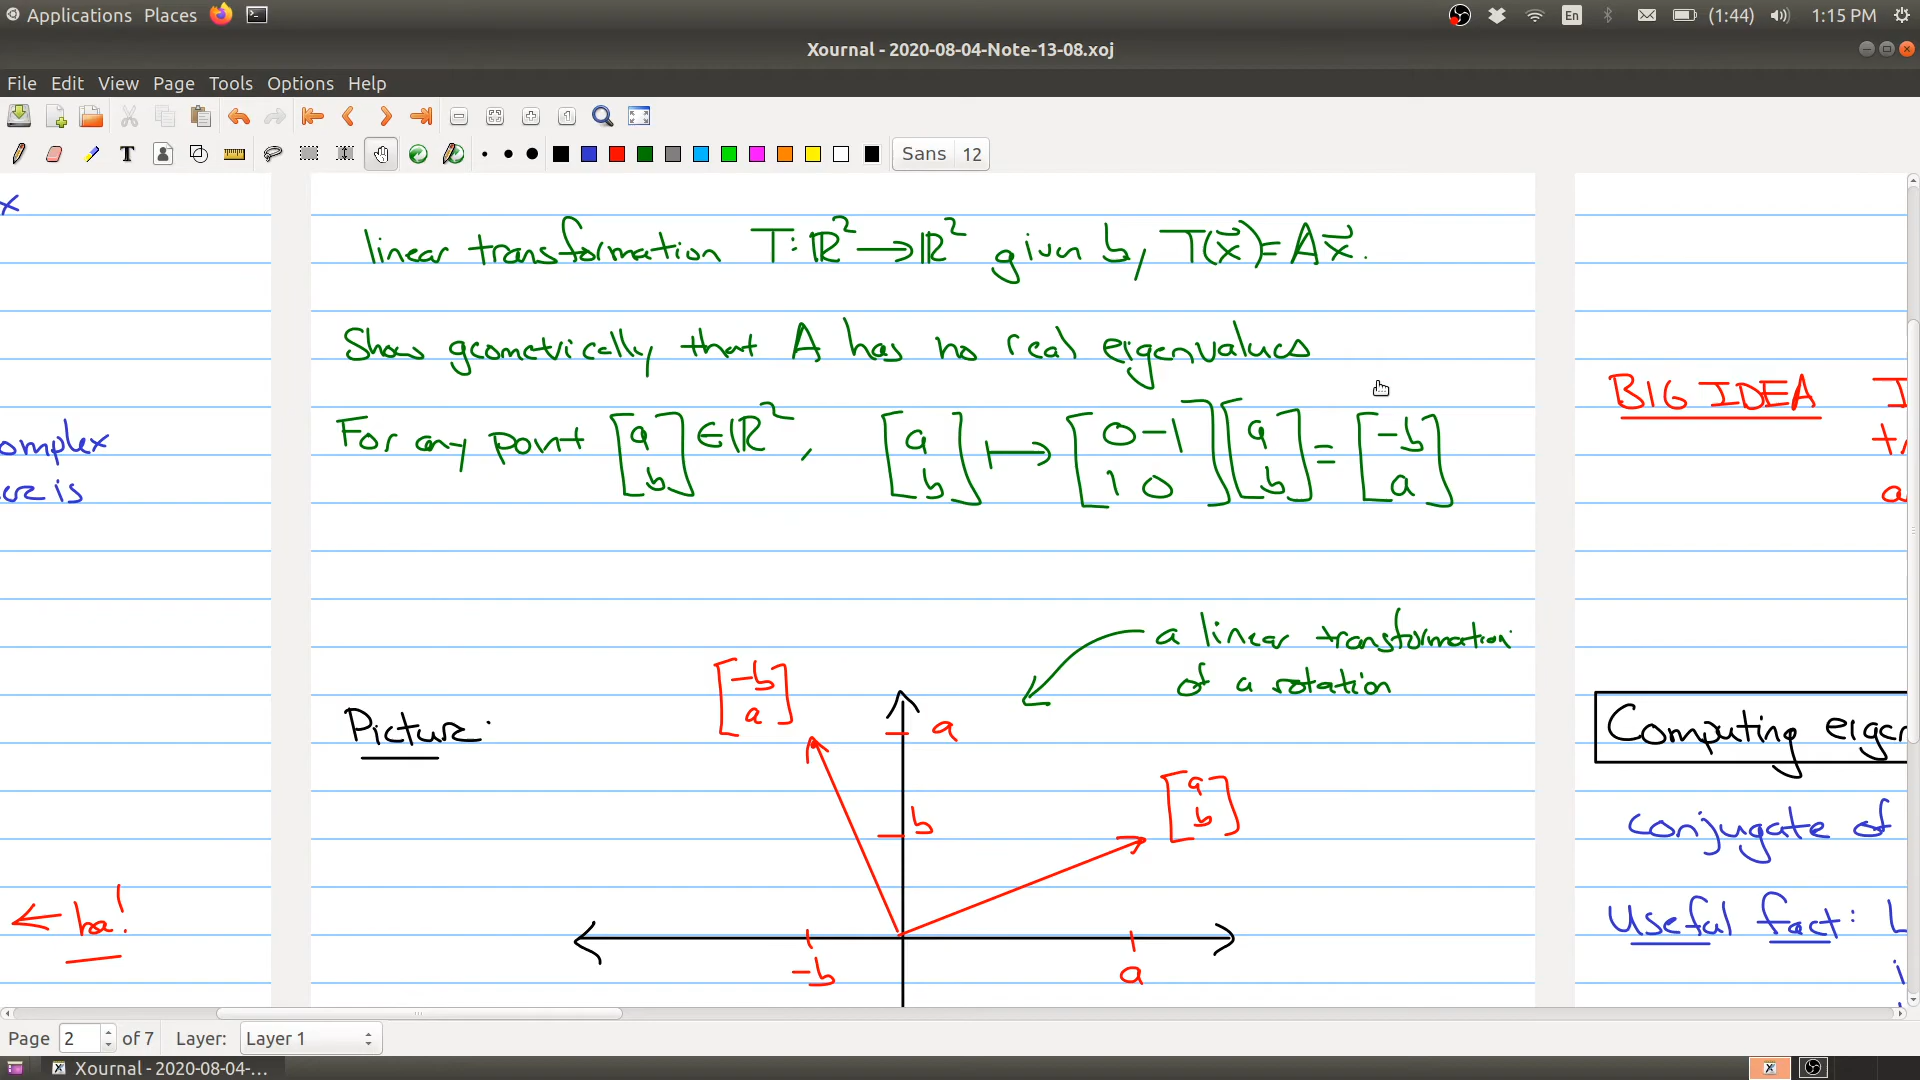 Applications Places En (1:44) 1:15 PM
Xournal - 2020-08-04-Note-13-08.xoj
File Edit View Page Tools Options Help
T Sans 12
x
linear transformation T: ℝ² → ℝ² given b, T(x⃗) = Ax⃗.
Show geometrically that A has no real eigenvalues
BIG IDEA I
For any point [a b] ∈ ℝ², [a b] ↦ [0 -1 1 0][a b] = [-b a]
omplex
is
a linear transformation
of a rotation
[-b a]
Picture: a
Computing eigen
[a b]
b
conjugate of
← ha!
Useful fact: L
-b a
i
Page 2 of 7 Layer: Layer 1
Xournal - 2020-08-04-...